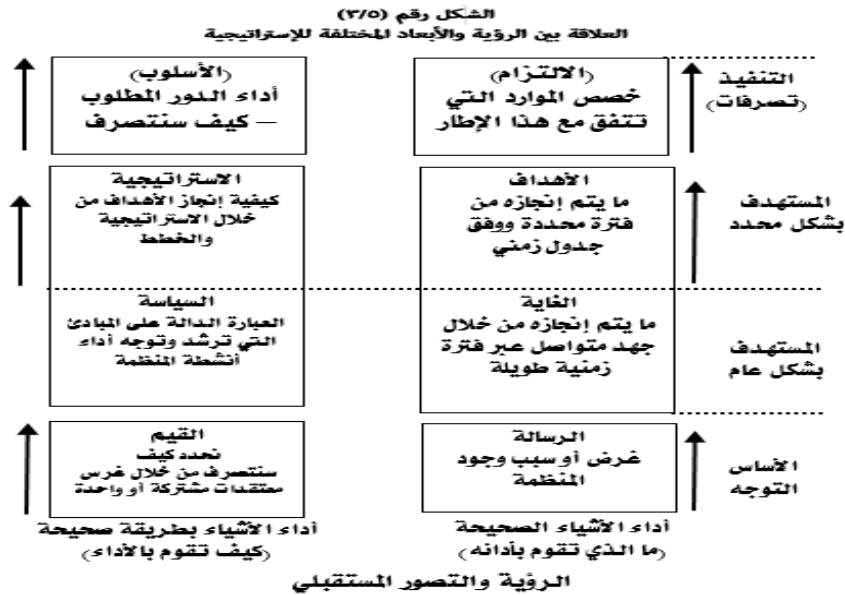 الشكل رقم (٣/٥)
العلاقة بين الرؤية والأبعاد المختلفة للإستراتيجية
التنفيذ
(تصرفات)
(الالتزام)
خصص الموارد التي
تتفق مع هذا الإطار
(الأسلوب)
أداء الدور المطلوب
– كيف سنتصرف
المستهدف
بشكل محدد
الأهداف
ما يتم إنجازه من
فترة محددة ووفق
جدول زمني
الاستراتيجية
كيفية إنجاز الأهداف من
خلال الاستراتيجية
والخطط
المستهدف
بشكل عام
الغاية
ما يتم إنجازه من خلال
جهد متواصل عبر فترة
زمنية طويلة
السياسة
العبارة الدالة على المبادئ
التي ترشد وتوجه أداء
أنشطة المنظمة
الأساس
التوجه
الرسالة
غرض أو سبب وجود
المنظمة
القيم
نحدد كيف
سنتصرف من خلال غرس
معتقدات مشتركة أو واحدة
أداء الأشياء الصحيحة
(ما الذي تقوم بأدائه)
أداء الأشياء بطريقة صحيحة
(كيف تقوم بالأداء)
الرؤية والتصور المستقبلي